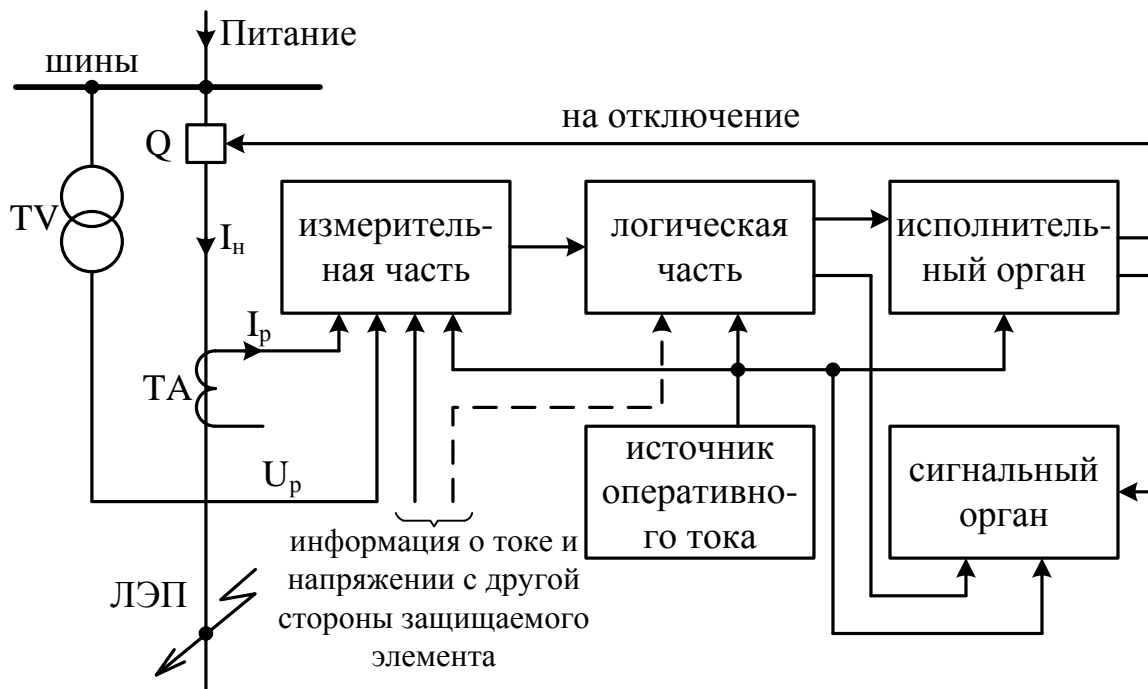 Питание
шины
на отключение
Q
TV
Iн
измеритель-
ная часть
логическая
часть
исполнитель-
ный орган
Iр
TA
Uр
источник
оперативно-
го тока
сигнальный
орган
информация о токе и
напряжении с другой
стороны защищаемого
элемента
ЛЭП